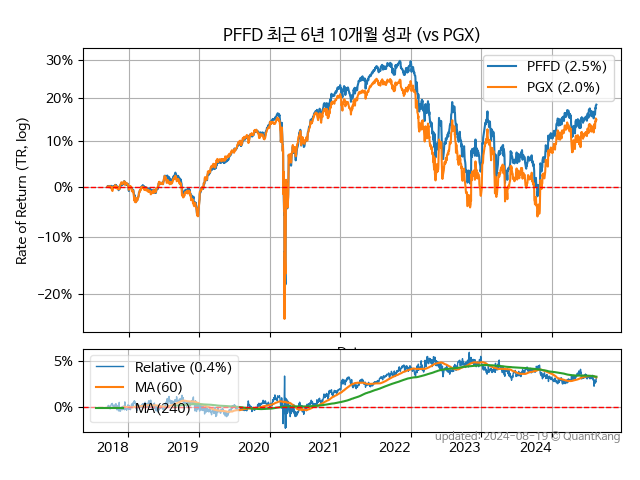 PFFD 최근 6년 10개월 성과 (vs PGX)
Rate of Return (TR, log)
30%
20%
10%
0%
−10%
−20%
PFFD (2.5%)
PGX (2.0%)
5%
0%
Relative (0.4%)
MA(60)
MA(240)
2018
2019
2020
2021
2022
2023
2024
updated: 2024-08-19 © QuantKang